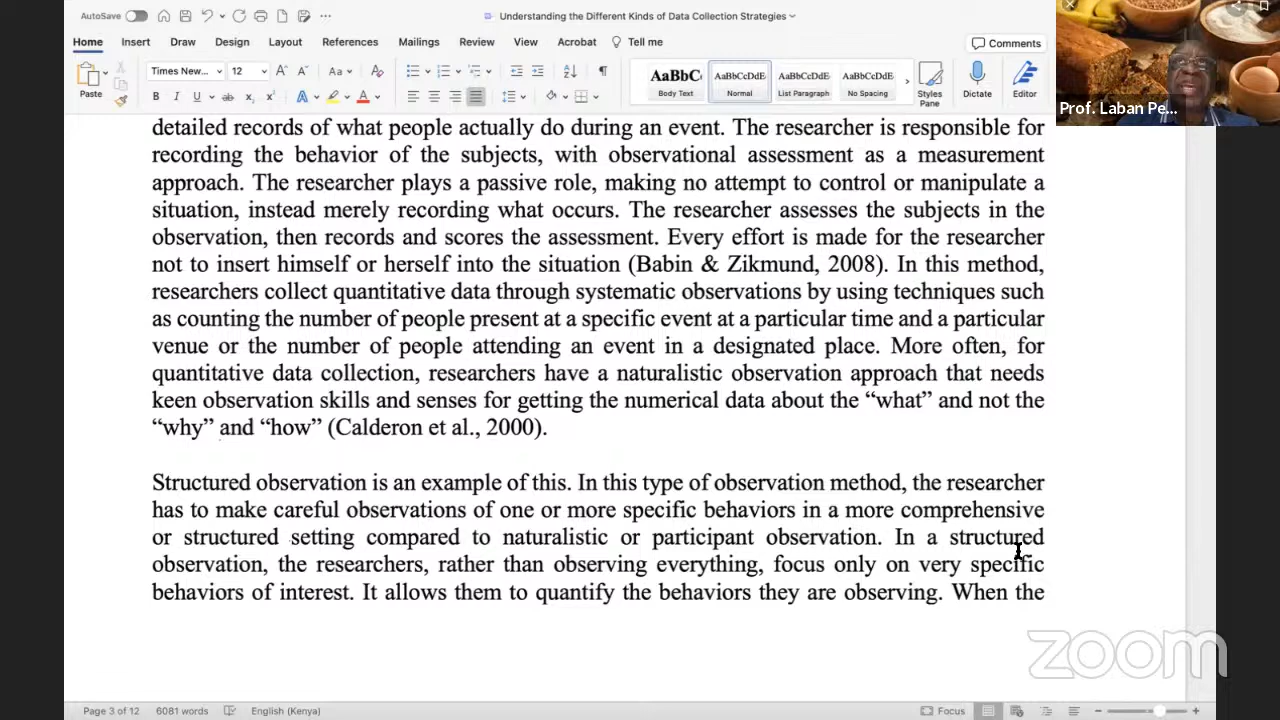 AutoSave
Understanding the Different Kinds of Data Collection Strategies
Home Insert Draw Design Layout References Mailings Review View Acrobat Tell me
Comments
Paste
Times New... 12
Aa
AaBbC AaBbCcDdE AaBbCcDdE AaBbCcDdE
Body Text Normal List Paragraph No Spacing
Styles Pane
Dictate
Editor
Prof. Laban Pe...
detailed records of what people actually do during an event. The researcher is responsible for
recording the behavior of the subjects, with observational assessment as a measurement
approach. The researcher plays a passive role, making no attempt to control or manipulate a
situation, instead merely recording what occurs. The researcher assesses the subjects in the
observation, then records and scores the assessment. Every effort is made for the researcher
not to insert himself or herself into the situation (Babin & Zikmund, 2008). In this method,
researchers collect quantitative data through systematic observations by using techniques such
as counting the number of people present at a specific event at a particular time and a particular
venue or the number of people attending an event in a designated place. More often, for
quantitative data collection, researchers have a naturalistic observation approach that needs
keen observation skills and senses for getting the numerical data about the “what” and not the
“why” and “how” (Calderon et al., 2000).
Structured observation is an example of this. In this type of observation method, the researcher
has to make careful observations of one or more specific behaviors in a more comprehensive
or structured setting compared to naturalistic or participant observation. In a structured
observation, the researchers, rather than observing everything, focus only on very specific
behaviors of interest. It allows them to quantify the behaviors they are observing. When the
zoom
Page 3 of 12 6081 words English (Kenya) Focus